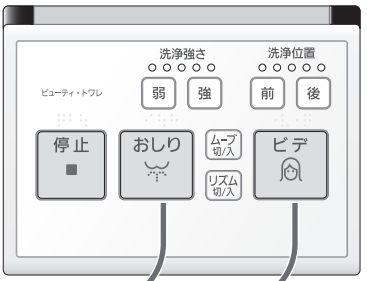 洗浄強さ
洗浄位置
弱
強
前
後
ビューティ・トワレ
停止
おしり
ムーブ
切/入
リズム
切/入
ビデ